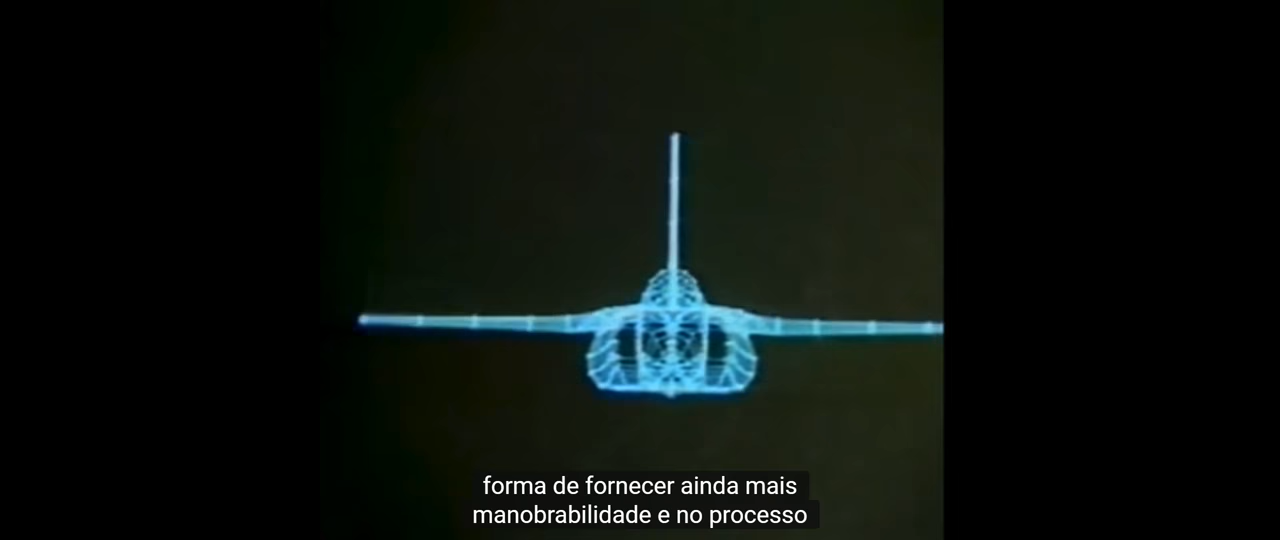 forma de fornecer ainda mais
manobrabilidade e no processo